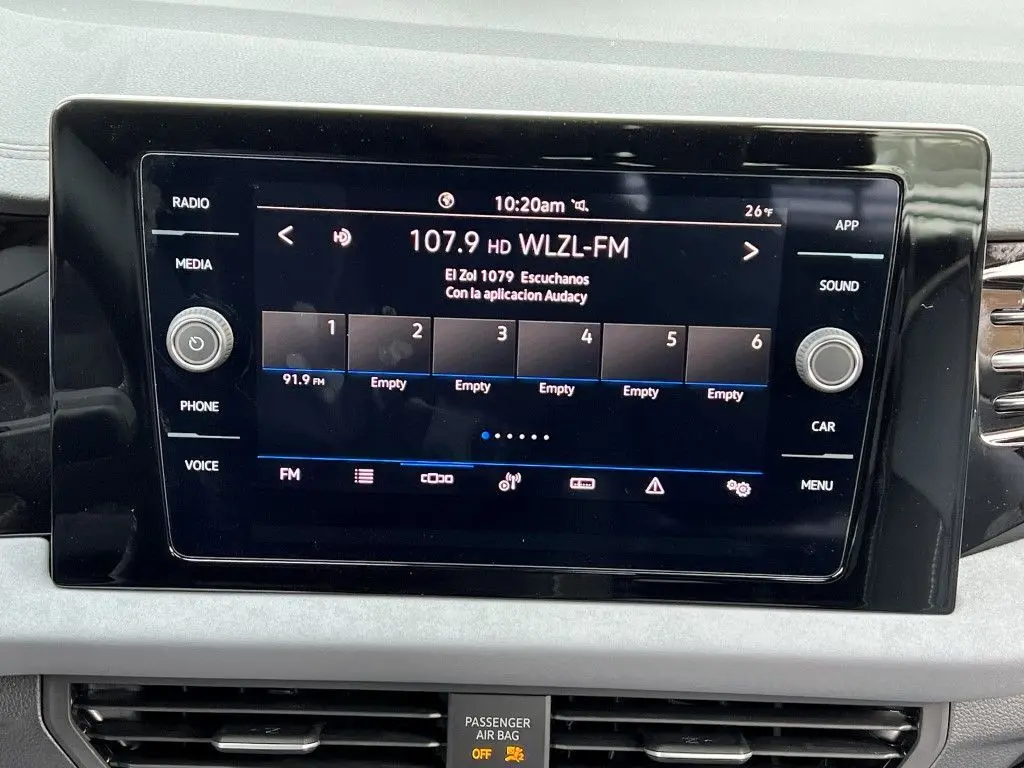 RADIO
MEDIA
PHONE
VOICE
10:20am
26°F
HD
107.9 HD WLZL-FM
El Zol 1079 Escuchanos
Con la aplicacion Audacy
1 2 3 4 5 6
91.9 FM Empty Empty Empty Empty Empty
FM
APP
SOUND
CAR
MENU
PASSENGER
AIR BAG
OFF